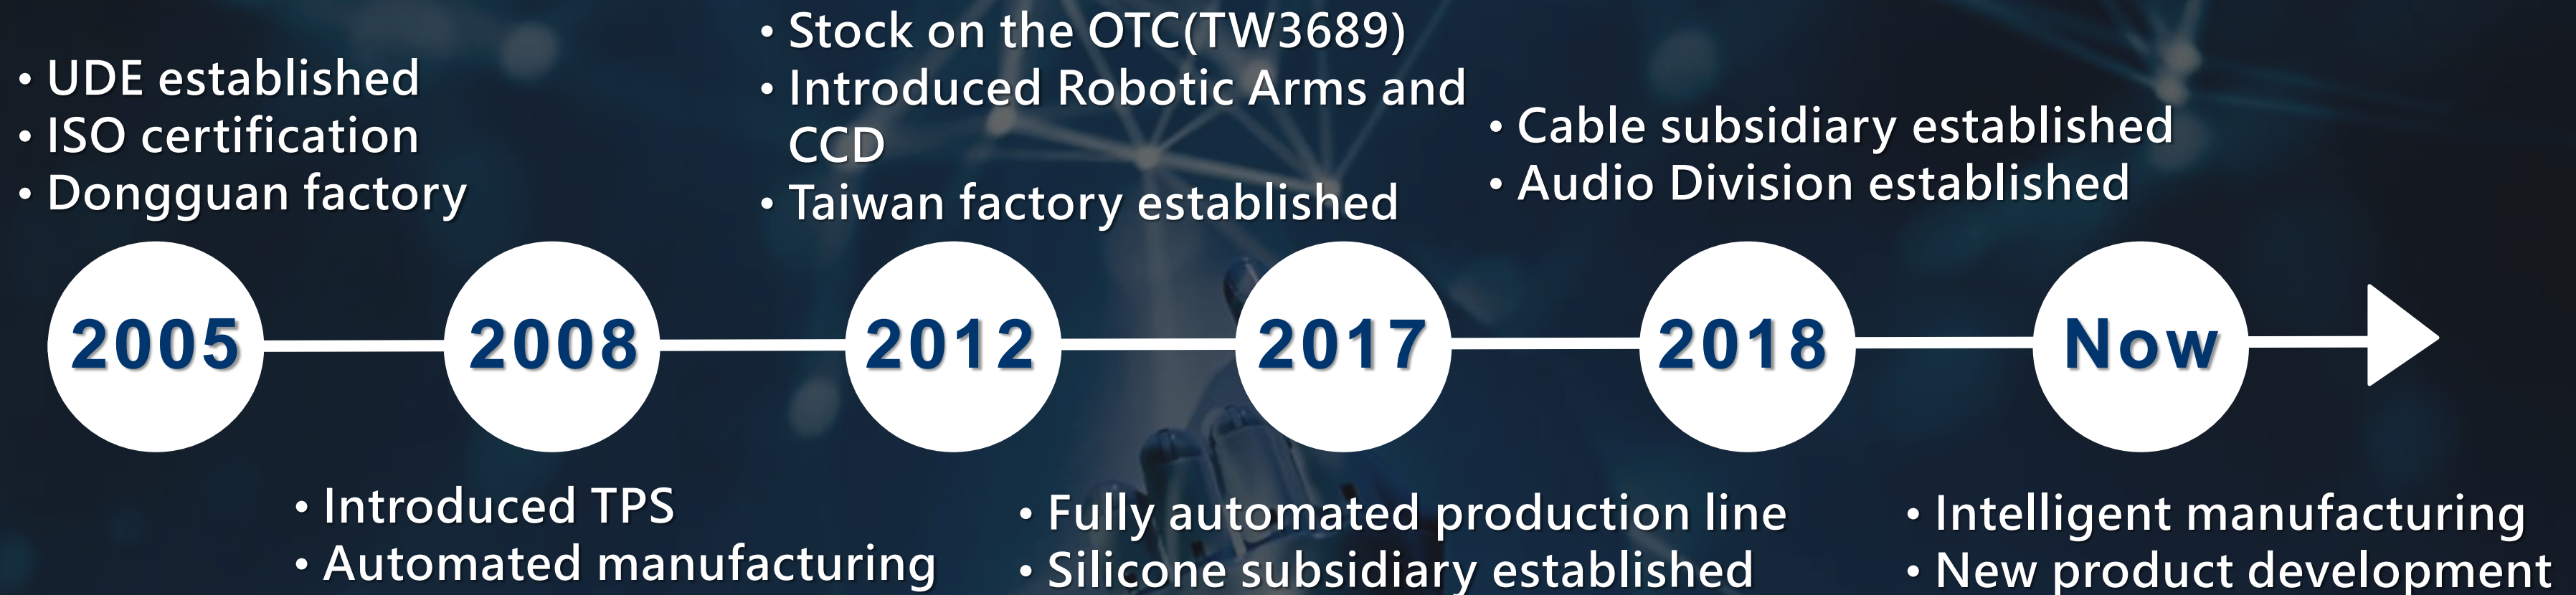 • UDE established
• ISO certification
• Dongguan factory
• Stock on the OTC(TW3689)
• Introduced Robotic Arms and
CCD
• Taiwan factory established
• Cable subsidiary established
• Audio Division established
2005
2008
2012
2017
2018
Now
• Introduced TPS
• Automated manufacturing
• Fully automated production line
• Silicone subsidiary established
• Intelligent manufacturing
• New product development